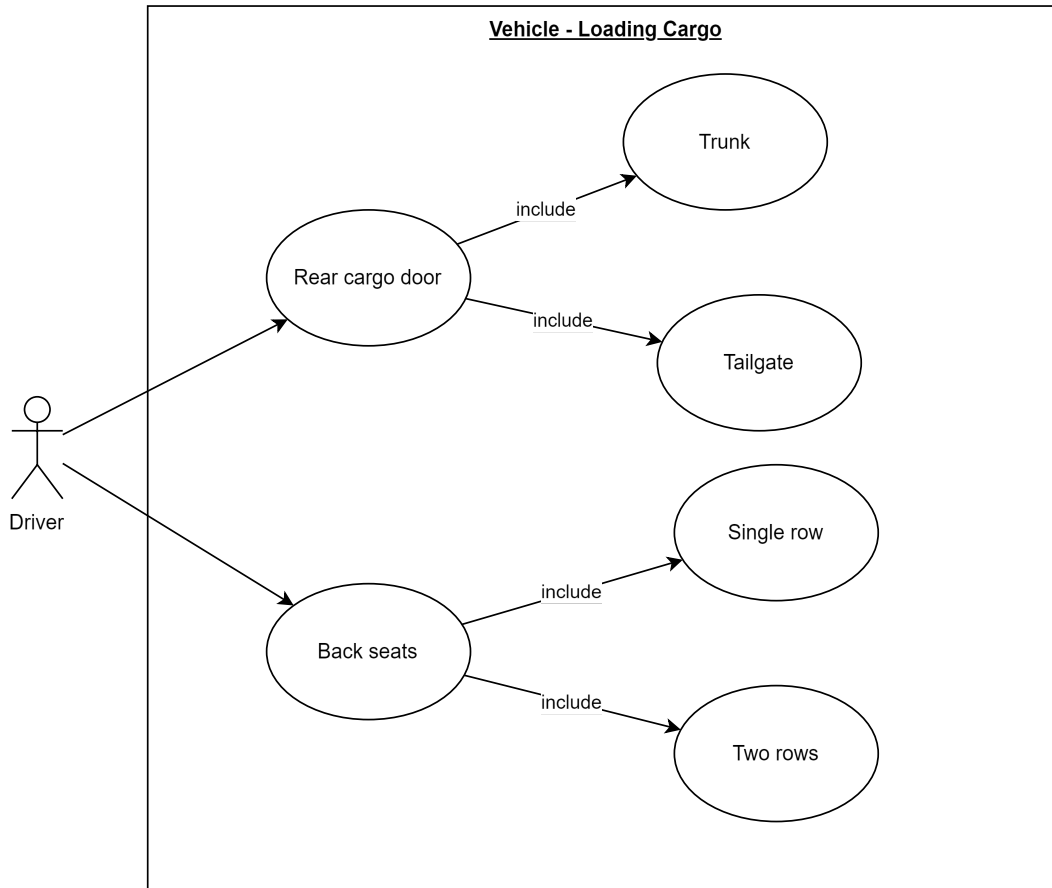 Vehicle - Loading Cargo
Trunk
include
Rear cargo door
include
Tailgate
Driver
Single row
include
Back seats
include
Two rows